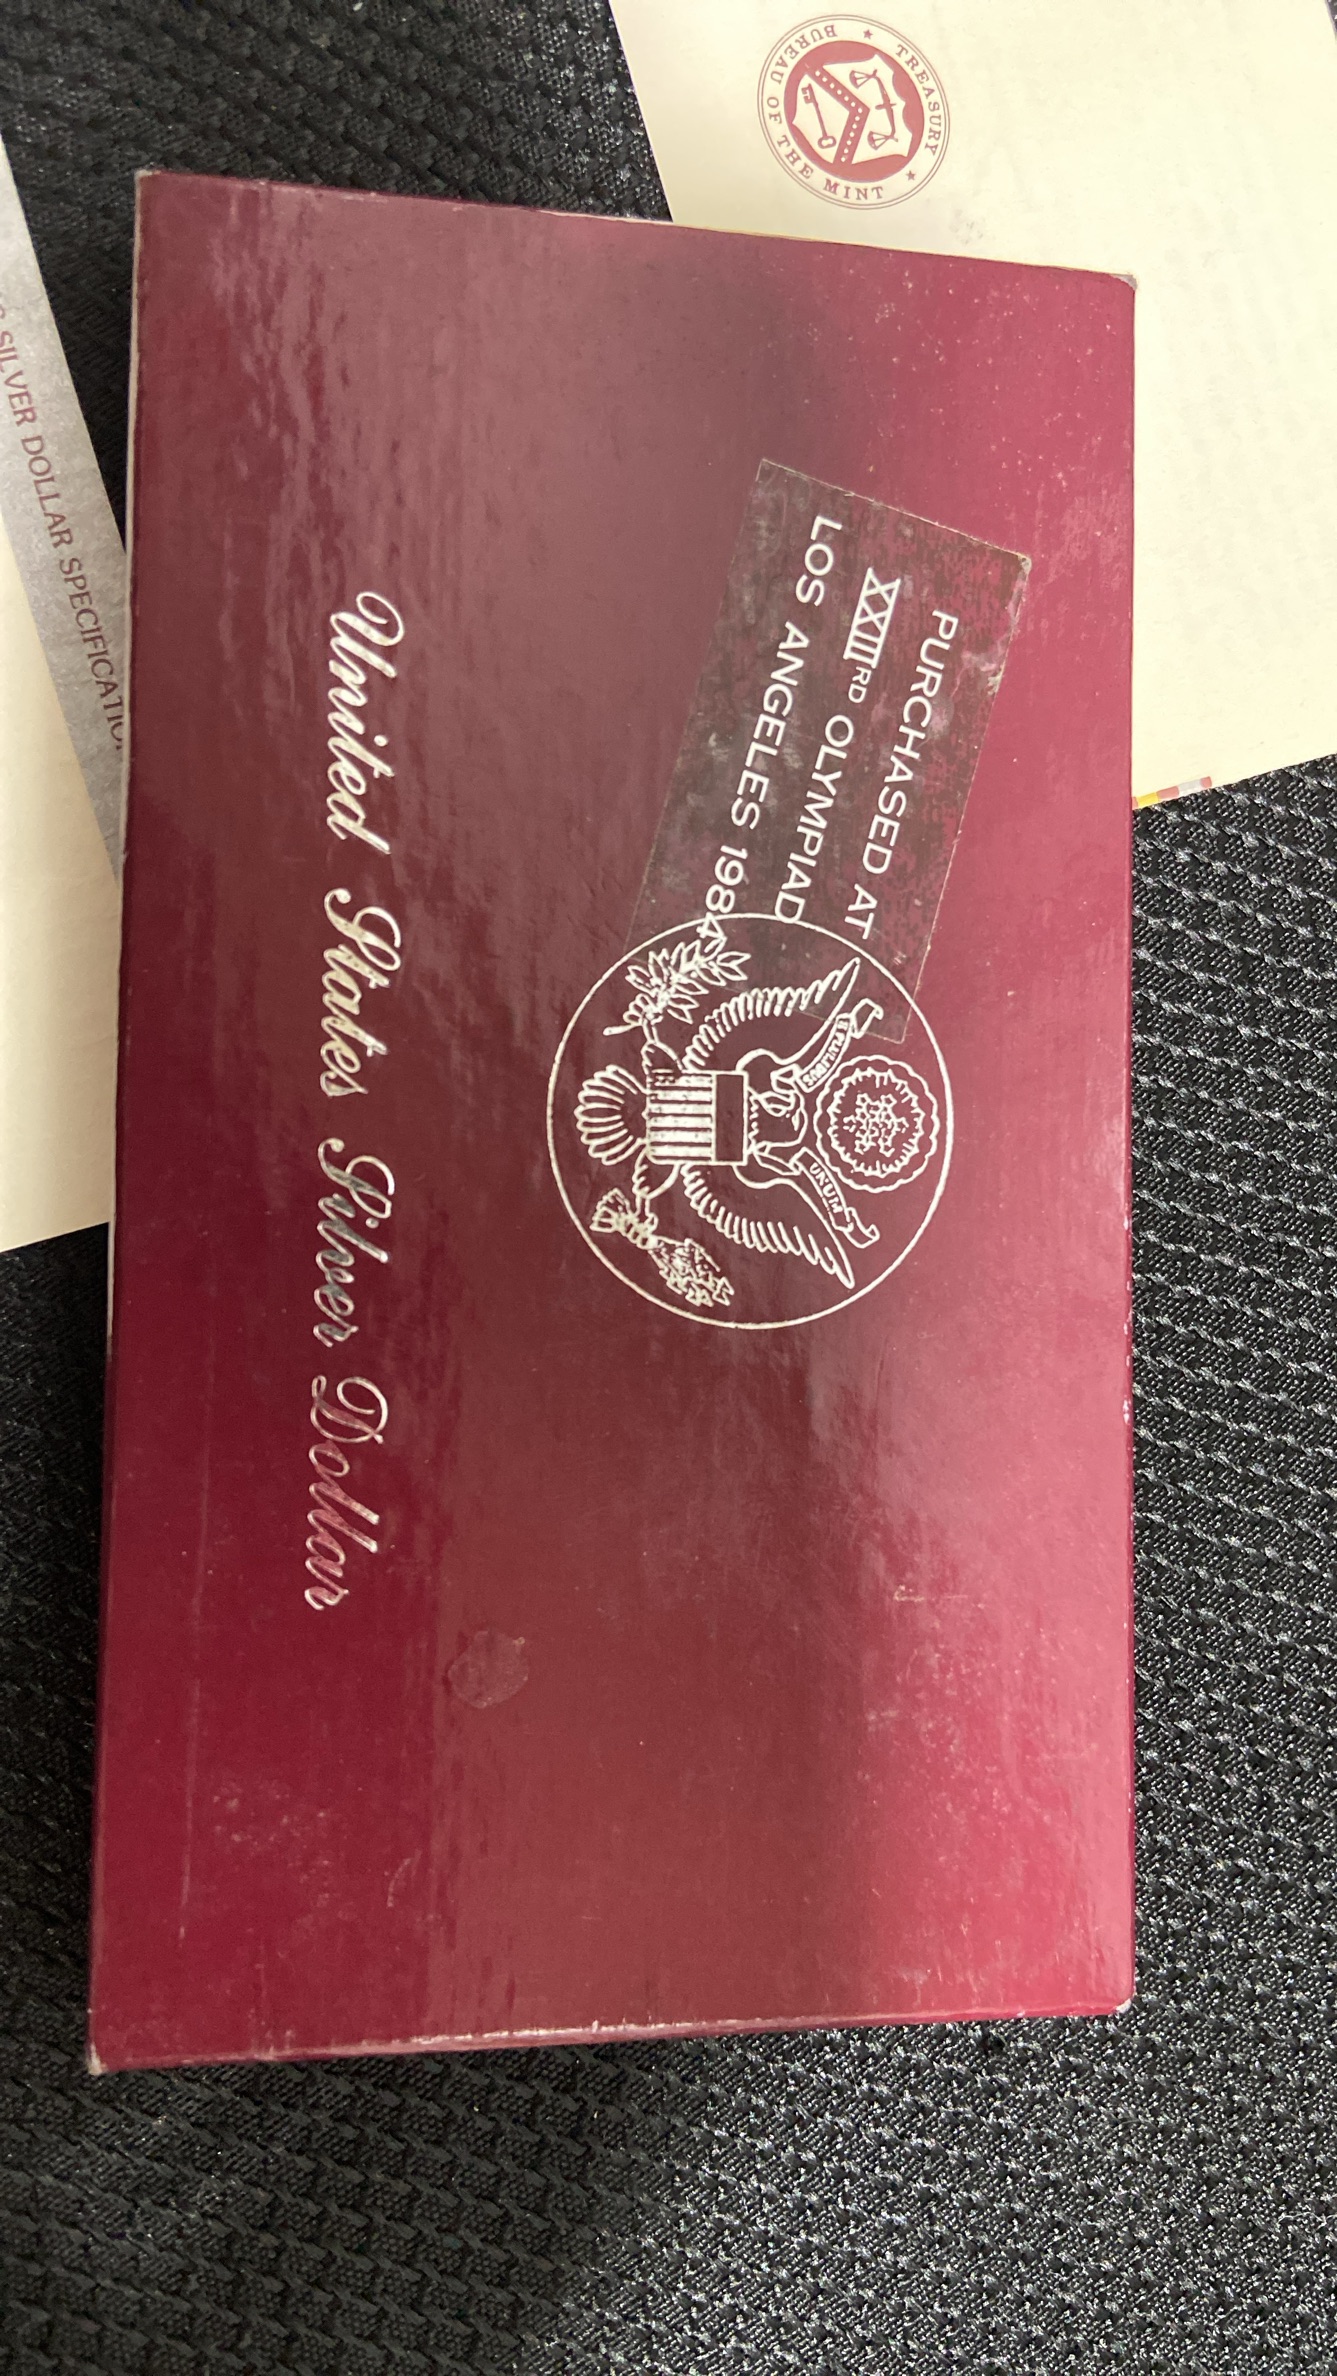 PURCHASED AT
XXIIIRD OLYMPIAD
LOS ANGELES 1984
E PLURIBUS
UNUM
United States Silver Dollar
TREASURY ★ BUREAU OF THE MINT ★
SILVER DOLLAR